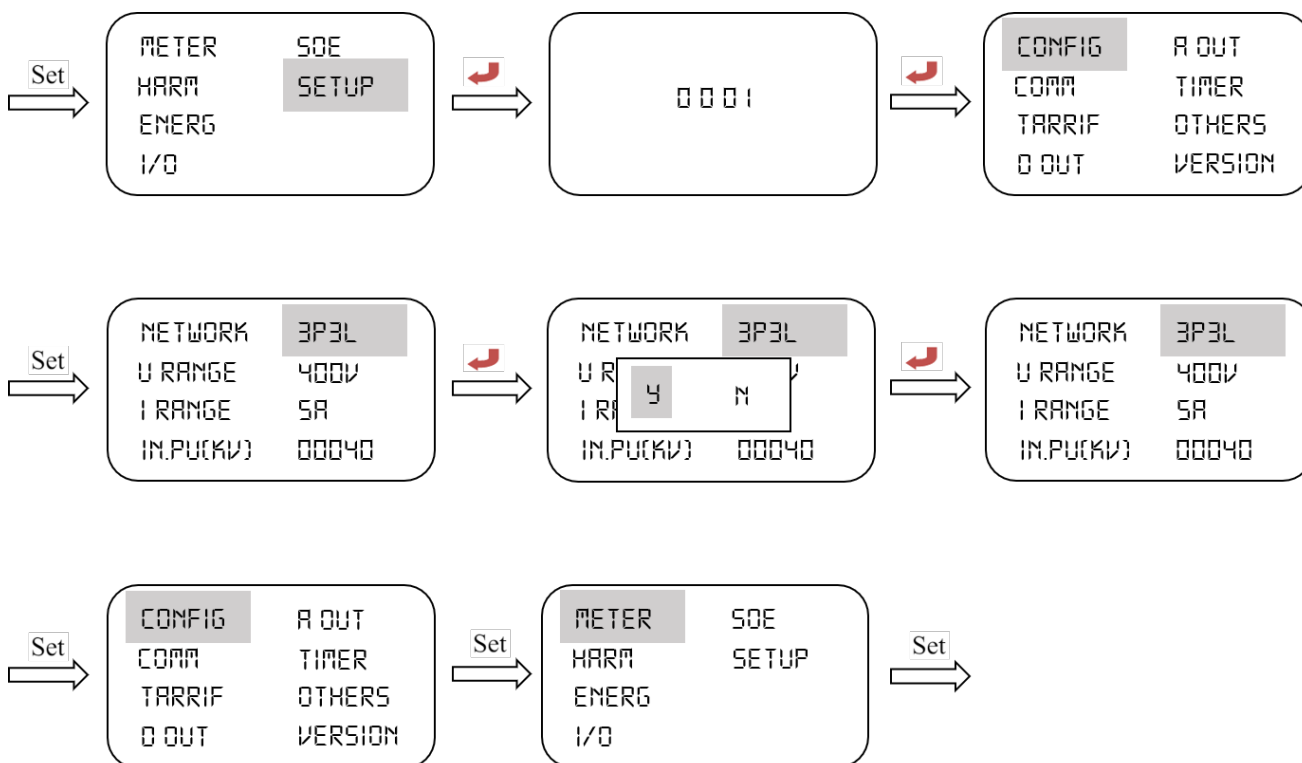 Set
METER SOE
HARM SETUP
ENERG
I/O
0001
CONFIG A OUT
COMM TIMER
TARRIF OTHERS
O OUT VERSION
Set
NETWORK 3P3L
U RANGE 400V
I RANGE 5A
IN.PU(KV) 00040
NETWORK 3P3L
U R V
I R
Y N
IN.PU(KV) 00040
NETWORK 3P3L
U RANGE 400V
I RANGE 5A
IN.PU(KV) 00040
Set
CONFIG A OUT
COMM TIMER
TARRIF OTHERS
O OUT VERSION
Set
METER SOE
HARM SETUP
ENERG
I/O
Set